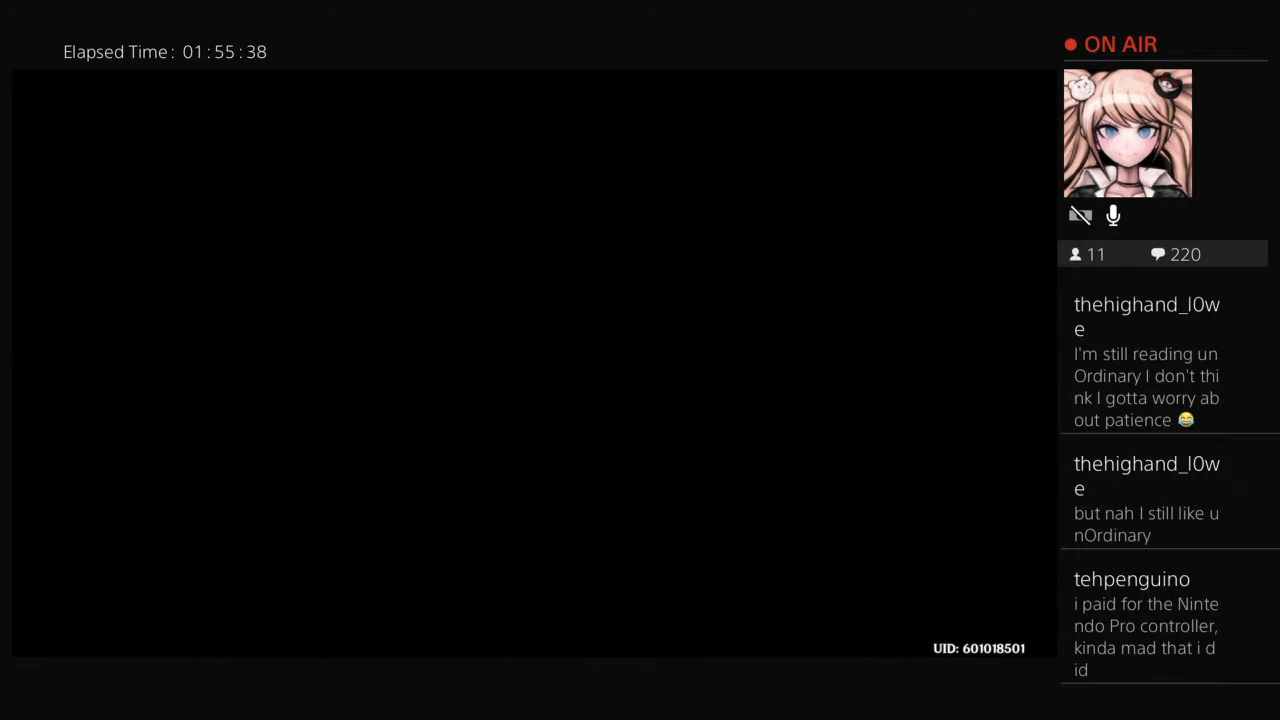 Elapsed Time: 01:55:38
ON AIR
11 220
thehighand_l0w
e
I'm still reading un
Ordinary I don't thi
nk I gotta worry ab
out patience 😂
thehighand_l0w
e
but nah I still like u
nOrdinary
tehpenguino
i paid for the Ninte
ndo Pro controller,
kinda mad that i d
id
UID: 601018501